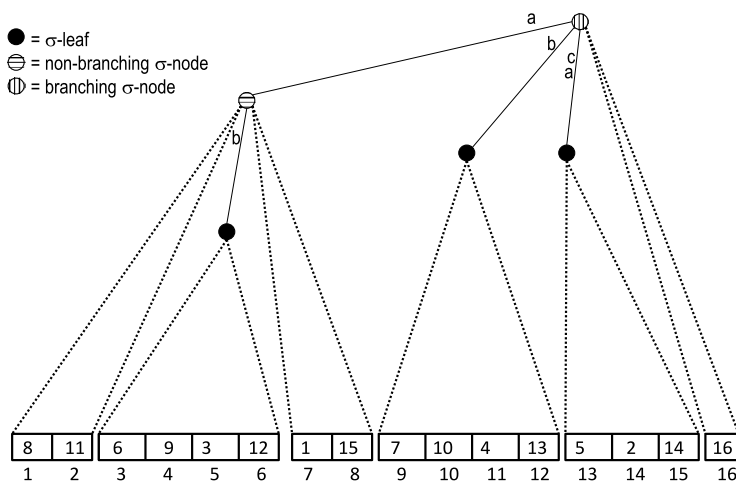 a
b
c
a
= σ-leaf
= non-branching σ-node
= branching σ-node
b
8 11 6 9 3 12 1 15 7 10 4 13 5 2 14 16
1 2 3 4 5 6 7 8 9 10 11 12 13 14 15 16